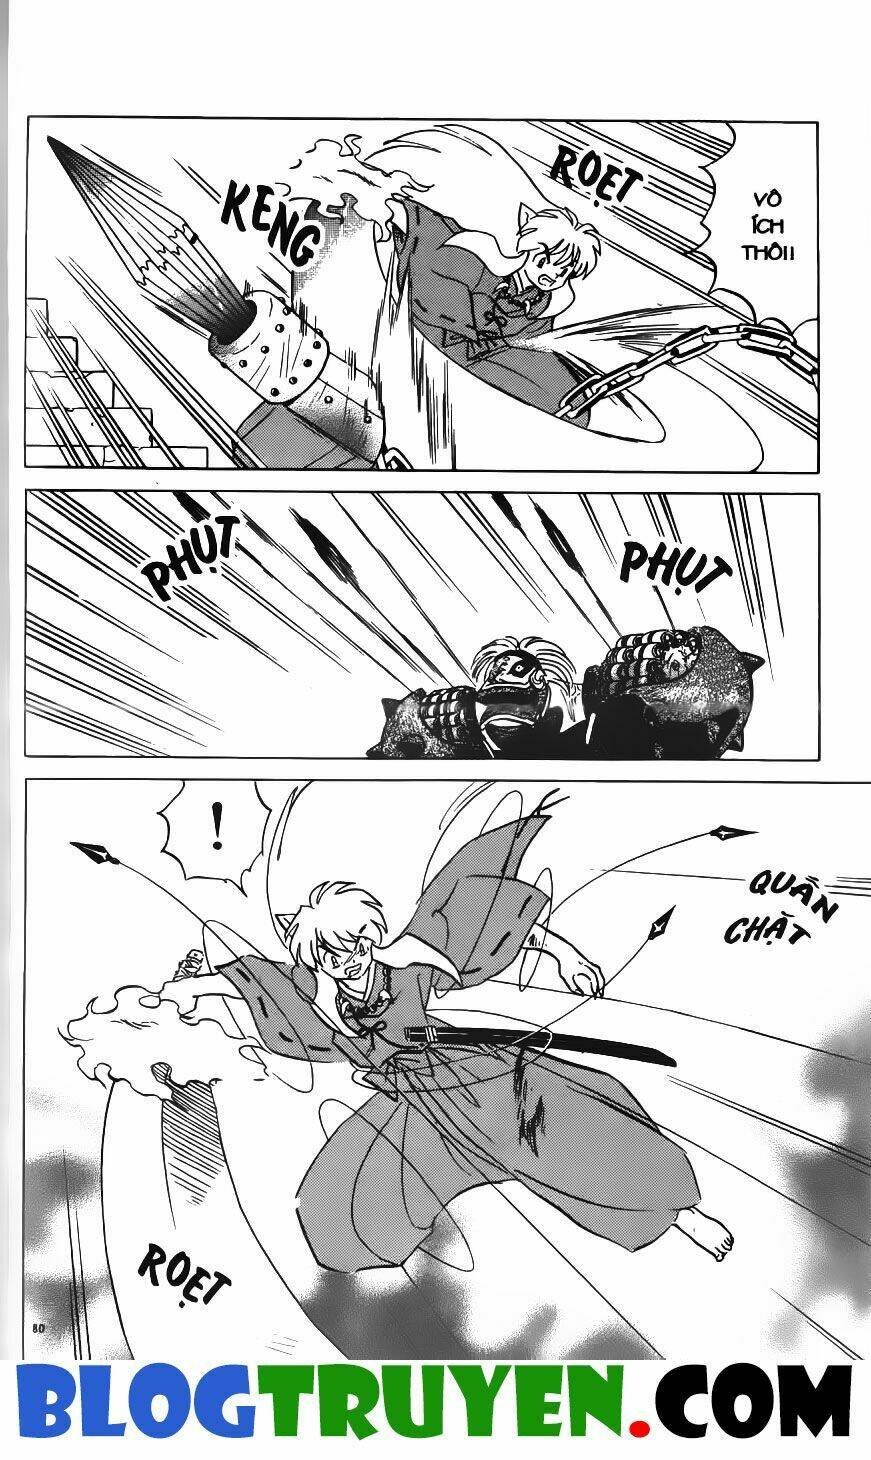 KENG
ROẸT
VÔ
ÍCH
THÔI!
PHỤT
PHỤT
!
QUẤN
CHẶT
ROẸT
80
BLOGTRUYEN.COM